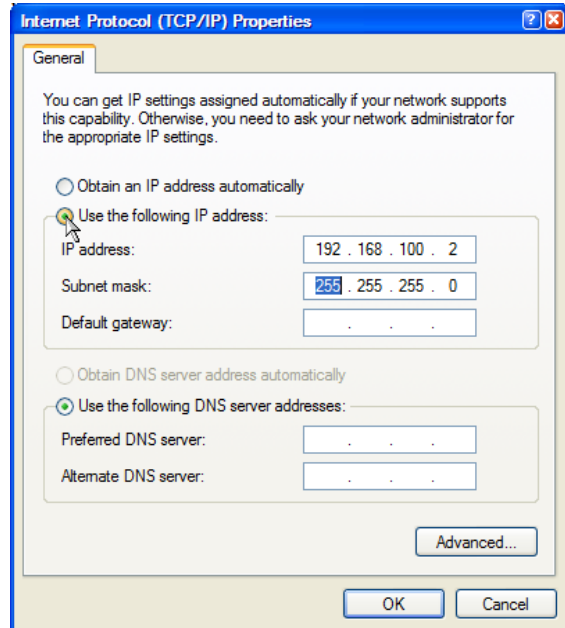 Internet Protocol (TCP/IP) Properties
General
You can get IP settings assigned automatically if your network supports
this capability. Otherwise, you need to ask your network administrator for
the appropriate IP settings.
Obtain an IP address automatically
Use the following IP address:
IP address: 192 . 168 . 100 . 2
Subnet mask: 255 . 255 . 255 . 0
Default gateway: . . .
Obtain DNS server address automatically
Use the following DNS server addresses:
Preferred DNS server: . . .
Alternate DNS server: . . .
Advanced...
OK Cancel